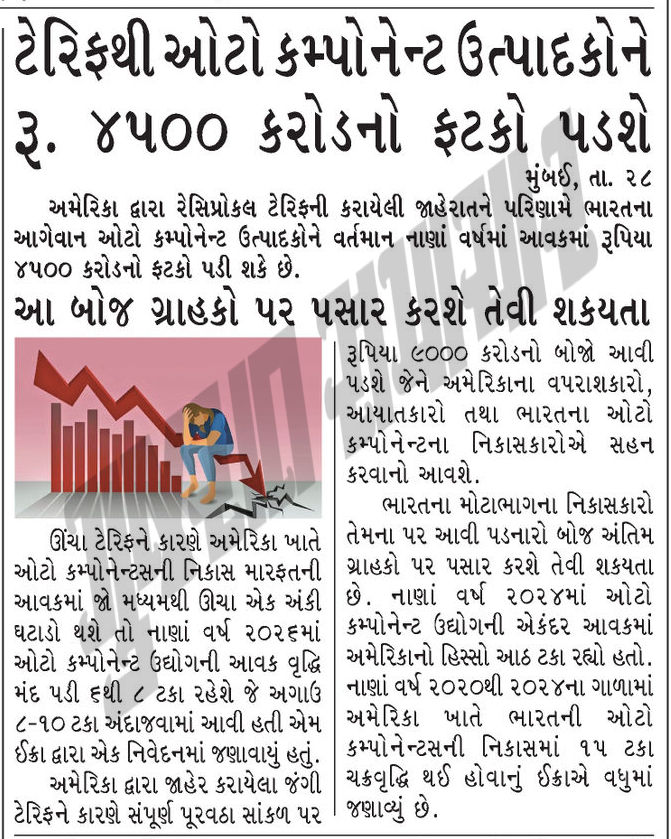 ટેરિફથી ઓટો કમ્પોનેન્ટ ઉત્પાદકોને
રૂ. ૪૫૦૦ કરોડનો ફટકો પડશે
મુંબઈ, તા. ૨૮
અમેરિકા દ્વારા રેસિપ્રોકલ ટેરિફની કરાયેલી જાહેરાતને પરિણામે ભારતના
આગેવાન ઓટો કમ્પોનેન્ટ ઉત્પાદકોને વર્તમાન નાણાં વર્ષમાં આવકમાં રૂપિયા
૪૫૦૦ કરોડનો ફટકો પડી શકે છે.
આ બોજ ગ્રાહકો પર પસાર કરશે તેવી શકયતા
ઊંચા ટેરિફને કારણે અમેરિકા ખાતે
ઓટો કમ્પોનેન્ટસની નિકાસ મારફતની
આવકમાં જો મધ્યમથી ઊંચા એક અંકી
ઘટાડો થશે તો નાણાં વર્ષ ૨૦૨૬માં
ઓટો કમ્પોનેન્ટ ઉદ્યોગની આવક વૃદ્ધિ
મંદ પડી ૬થી ૮ ટકા રહેશે જે અગાઉ
૮-૧૦ ટકા અંદાજવામાં આવી હતી એમ
ઈક્રા દ્વારા એક નિવેદનમાં જણાવાયું હતું.
અમેરિકા દ્વારા જાહેર કરાયેલા જંગી
ટેરિફને કારણે સંપૂર્ણ પૂરવઠા સાંકળ પર
રૂપિયા ૯૦૦૦ કરોડનો બોજો આવી
પડશે જેને અમેરિકાના વપરાશકારો,
આયાતકારો તથા ભારતના ઓટો
કમ્પોનેન્ટના નિકાસકારોએ સહન
કરવાનો આવશે.
ભારતના મોટાભાગના નિકાસકારો
તેમના પર આવી પડનારો બોજ અંતિમ
ગ્રાહકો પર પસાર કરશે તેવી શકયતા
છે. નાણાં વર્ષ ૨૦૨૪માં ઓટો
કમ્પોનેન્ટ ઉદ્યોગની એકંદર આવકમાં
અમેરિકાનો હિસ્સો આઠ ટકા રહ્યો હતો.
નાણાં વર્ષ ૨૦૨૦થી ૨૦૨૪ના ગાળામાં
અમેરિકા ખાતે ભારતની ઓટો
કમ્પોનેન્ટસની નિકાસમાં ૧૫ ટકા
ચક્રવૃદ્ધિ થઈ હોવાનું ઈક્રાએ વધુમાં
જણાવ્યું છે.
ગુજરાત સમાચાર